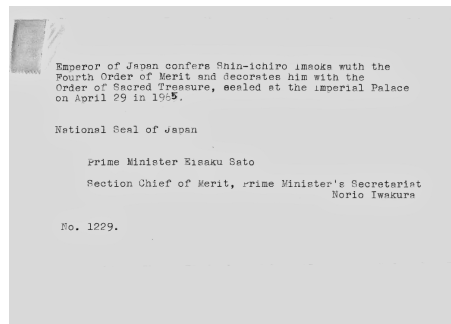 Emperor of Japan confers Shin-ichiro Imaoka wuth the
Fourth Order of Merit and decorates him with the
Order of Sacred Treasure, sealed at the Imperial Palace
on April 29 in 1965.
National Seal of Japan
Prime Minister Eisaku Sato
Section Chief of Merit, Prime Minister's Secretariat
Norio Iwakura
No. 1229.